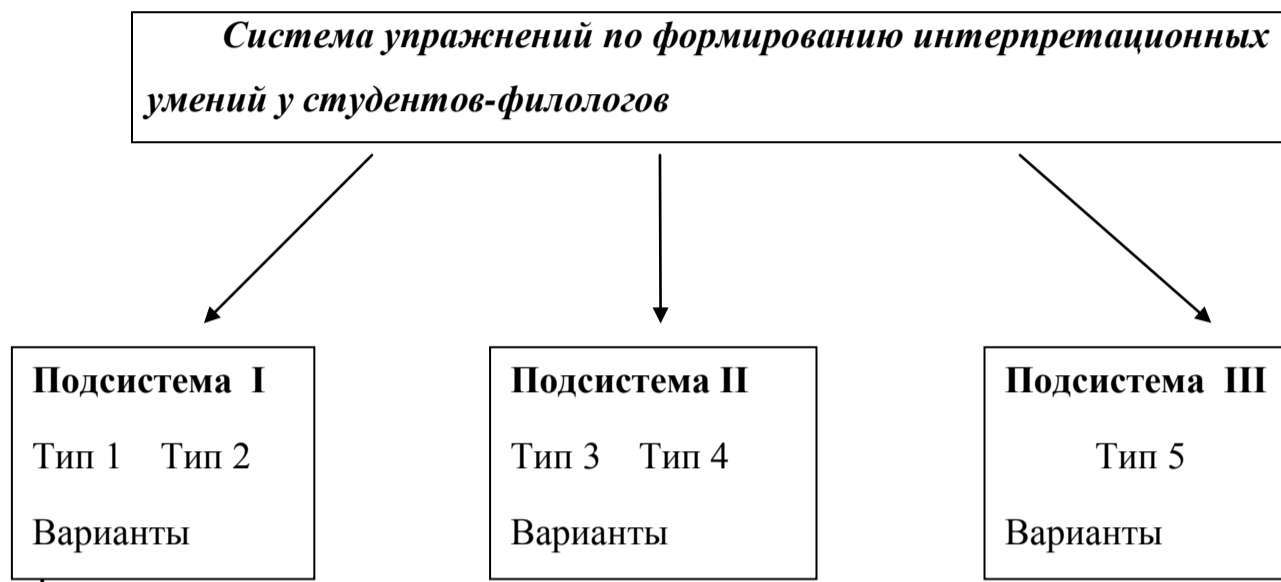 Система упражнений по формированию интерпретационных
умений у студентов-филологов
Подсистема I
Тип 1 Тип 2
Варианты
Подсистема II
Тип 3 Тип 4
Варианты
Подсистема III
Тип 5
Варианты